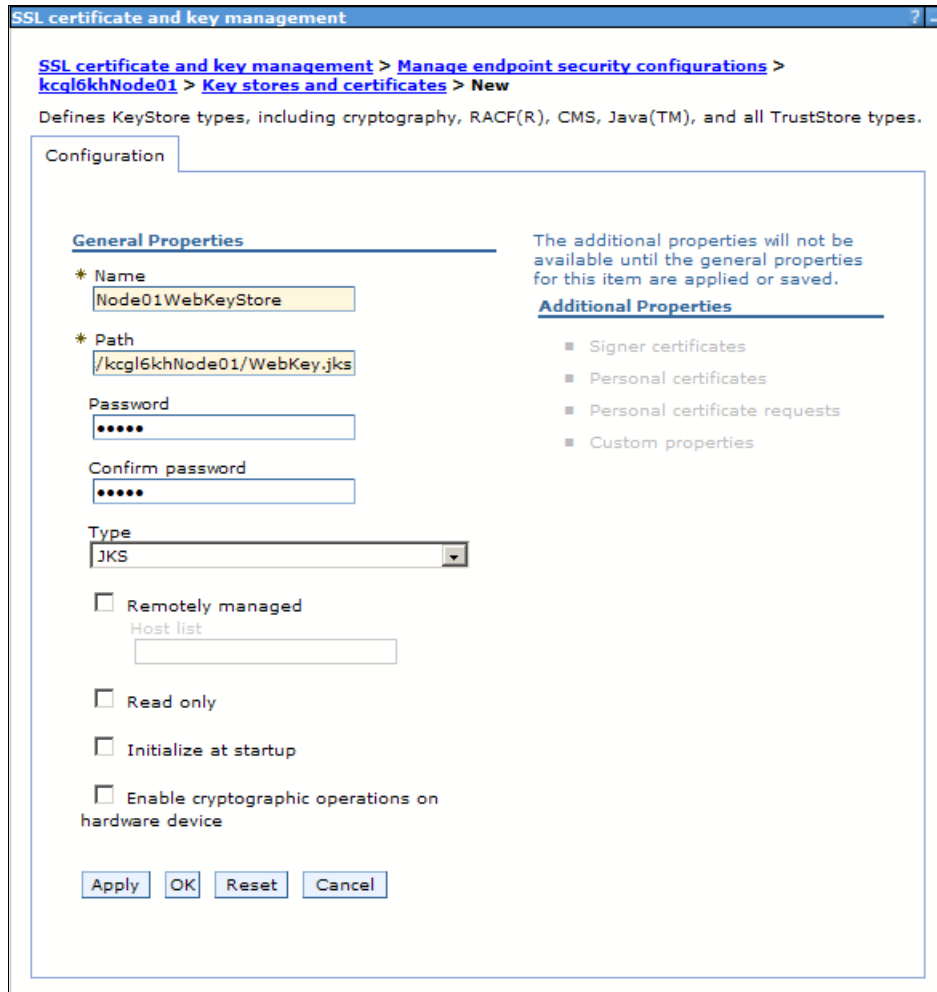 SSL certificate and key management ? -
SSL certificate and key management > Manage endpoint security configurations >
kcgl6khNode01 > Key stores and certificates > New
Defines KeyStore types, including cryptography, RACF(R), CMS, Java(TM), and all TrustStore types.
Configuration
General Properties
* Name
Node01WebKeyStore
* Path
/kcgl6khNode01/WebKey.jks
Password
•••••
Confirm password
•••••
Type
JKS
Remotely managed
Host list
Read only
Initialize at startup
Enable cryptographic operations on
hardware device
Apply OK Reset Cancel
The additional properties will not be
available until the general properties
for this item are applied or saved.
Additional Properties
Signer certificates
Personal certificates
Personal certificate requests
Custom properties